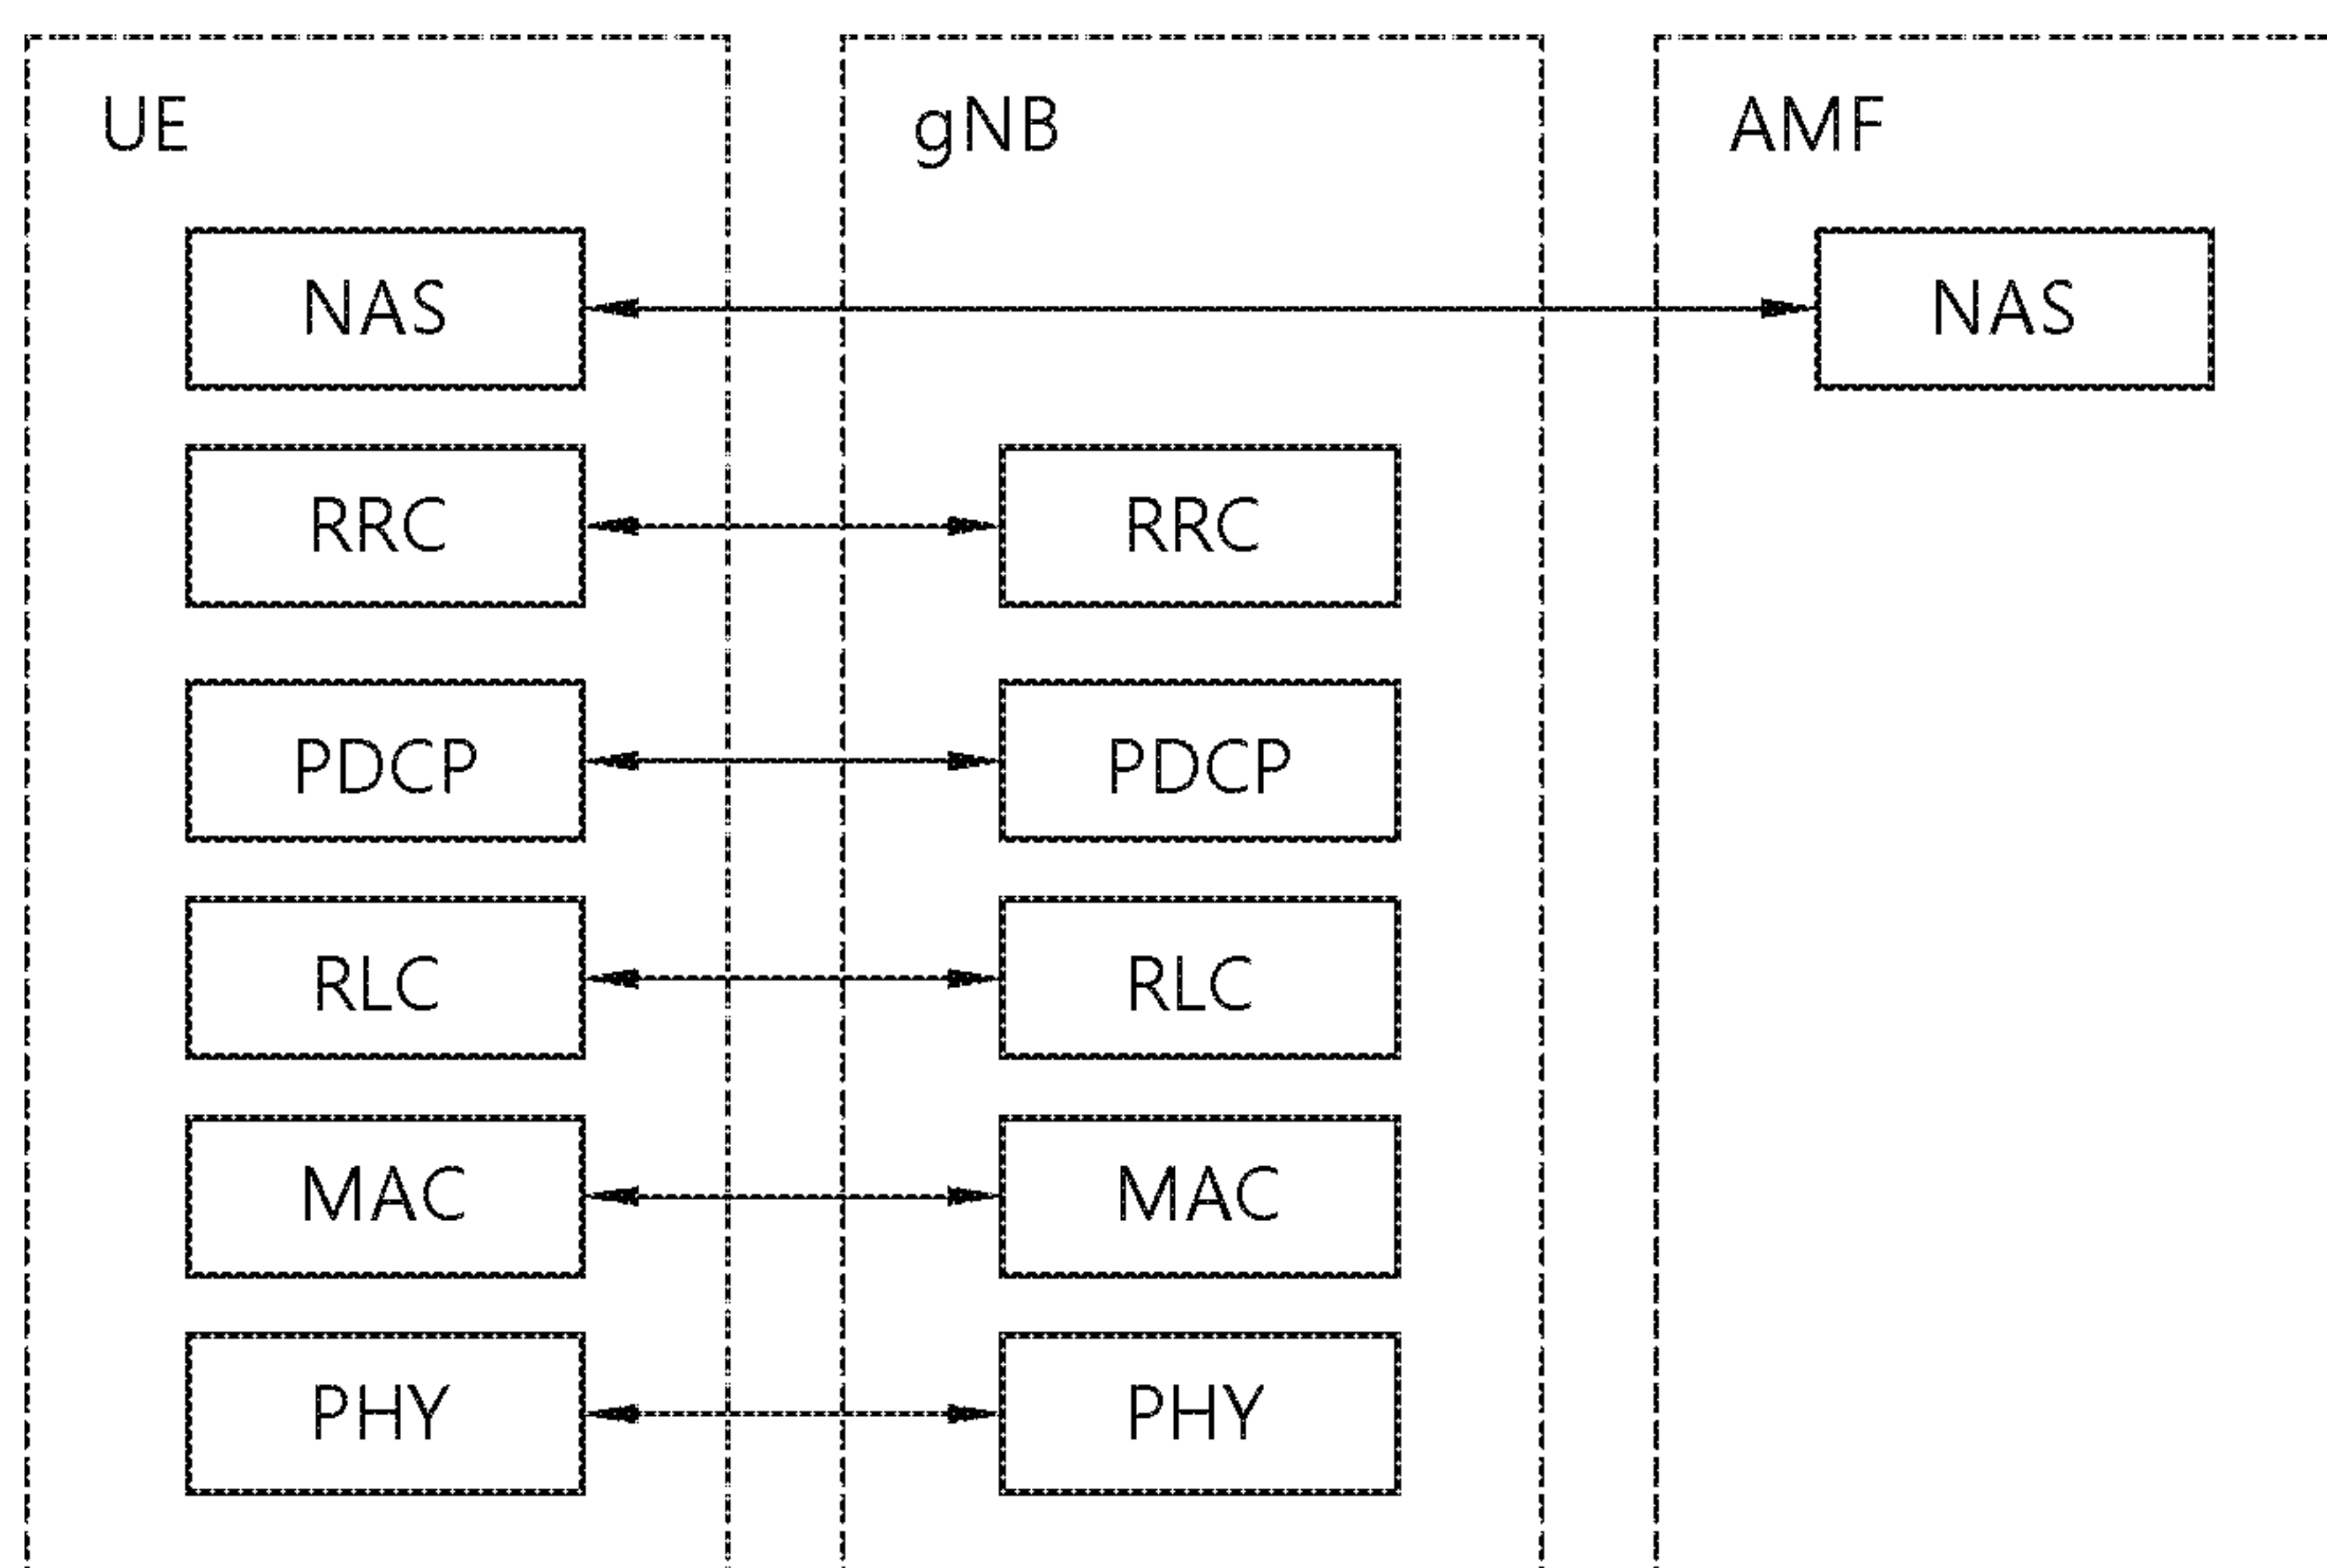 UE
gNB
AMF
NAS
NAS
RRC
RRC
PDCP
PDCP
RLC
RLC
MAC
MAC
PHY
PHY